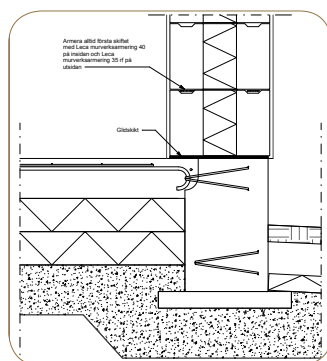 Armera alltid första skiftet
med Leca murverksarmering 40
på insidan och Leca
murverksarmering 35 rf på
utsidan
Glidskikt